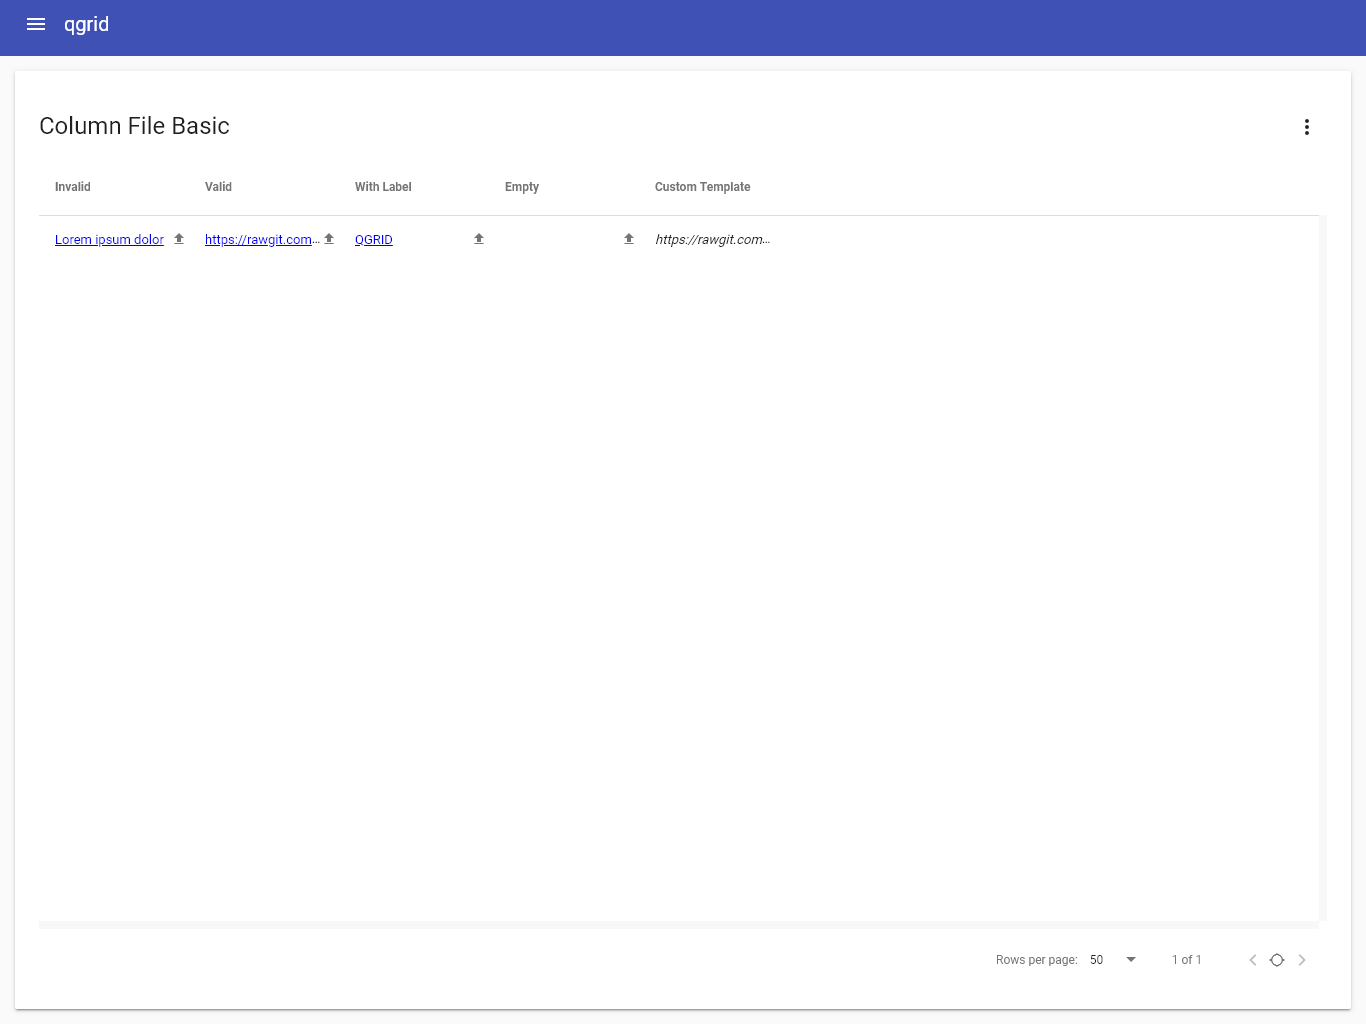 qgrid
Column File Basic
Invalid Valid With Label Empty Custom Template
Lorem ipsum dolor https://rawgit.com… QGRID https://rawgit.com…
Rows per page: 50 1 of 1